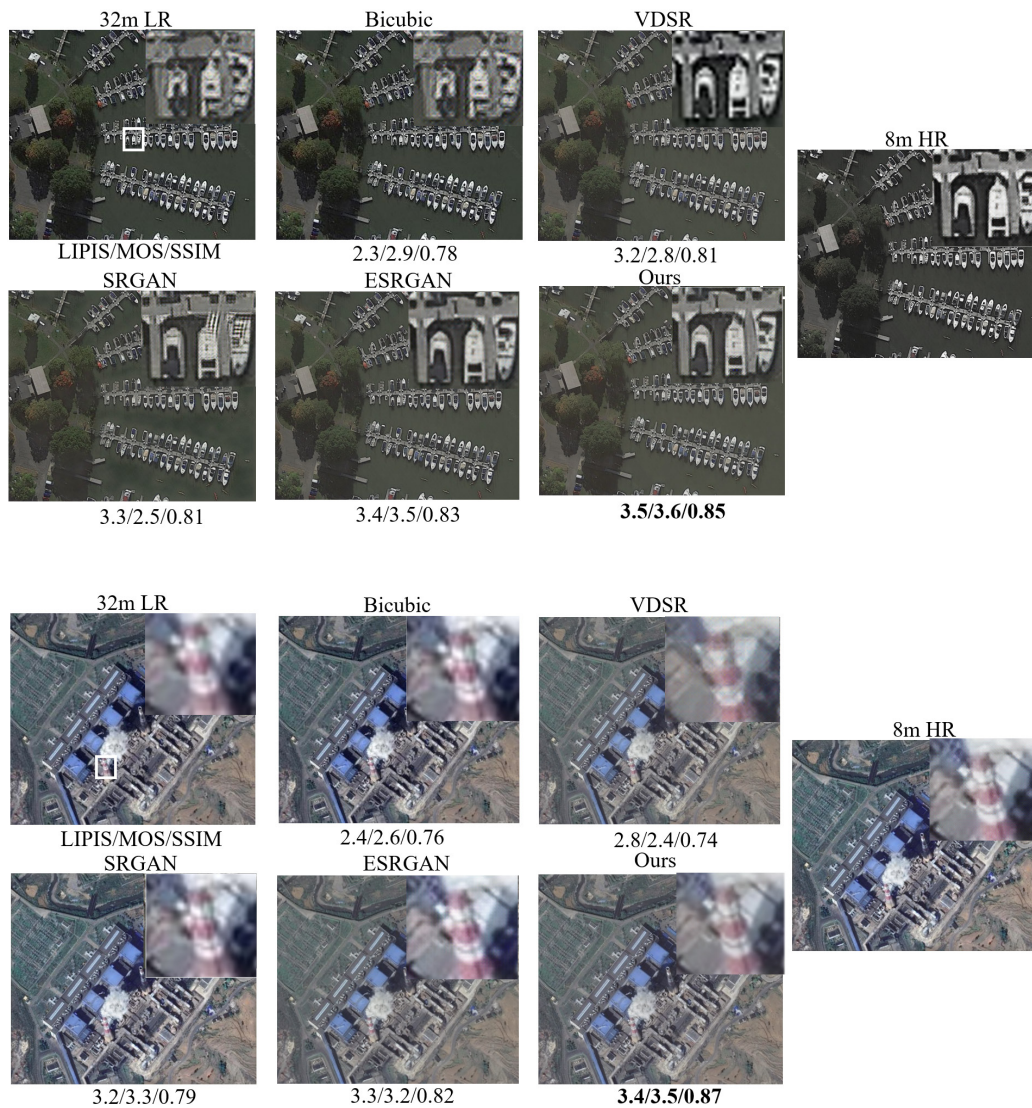 32m LR
Bicubic
VDSR
8m HR
LIPIS/MOS/SSIM
2.3/2.9/0.78
3.2/2.8/0.81
SRGAN
ESRGAN
Ours
3.3/2.5/0.81
3.4/3.5/0.83
3.5/3.6/0.85
32m LR
Bicubic
VDSR
8m HR
LIPIS/MOS/SSIM
2.4/2.6/0.76
2.8/2.4/0.74
SRGAN
ESRGAN
Ours
3.2/3.3/0.79
3.3/3.2/0.82
3.4/3.5/0.87